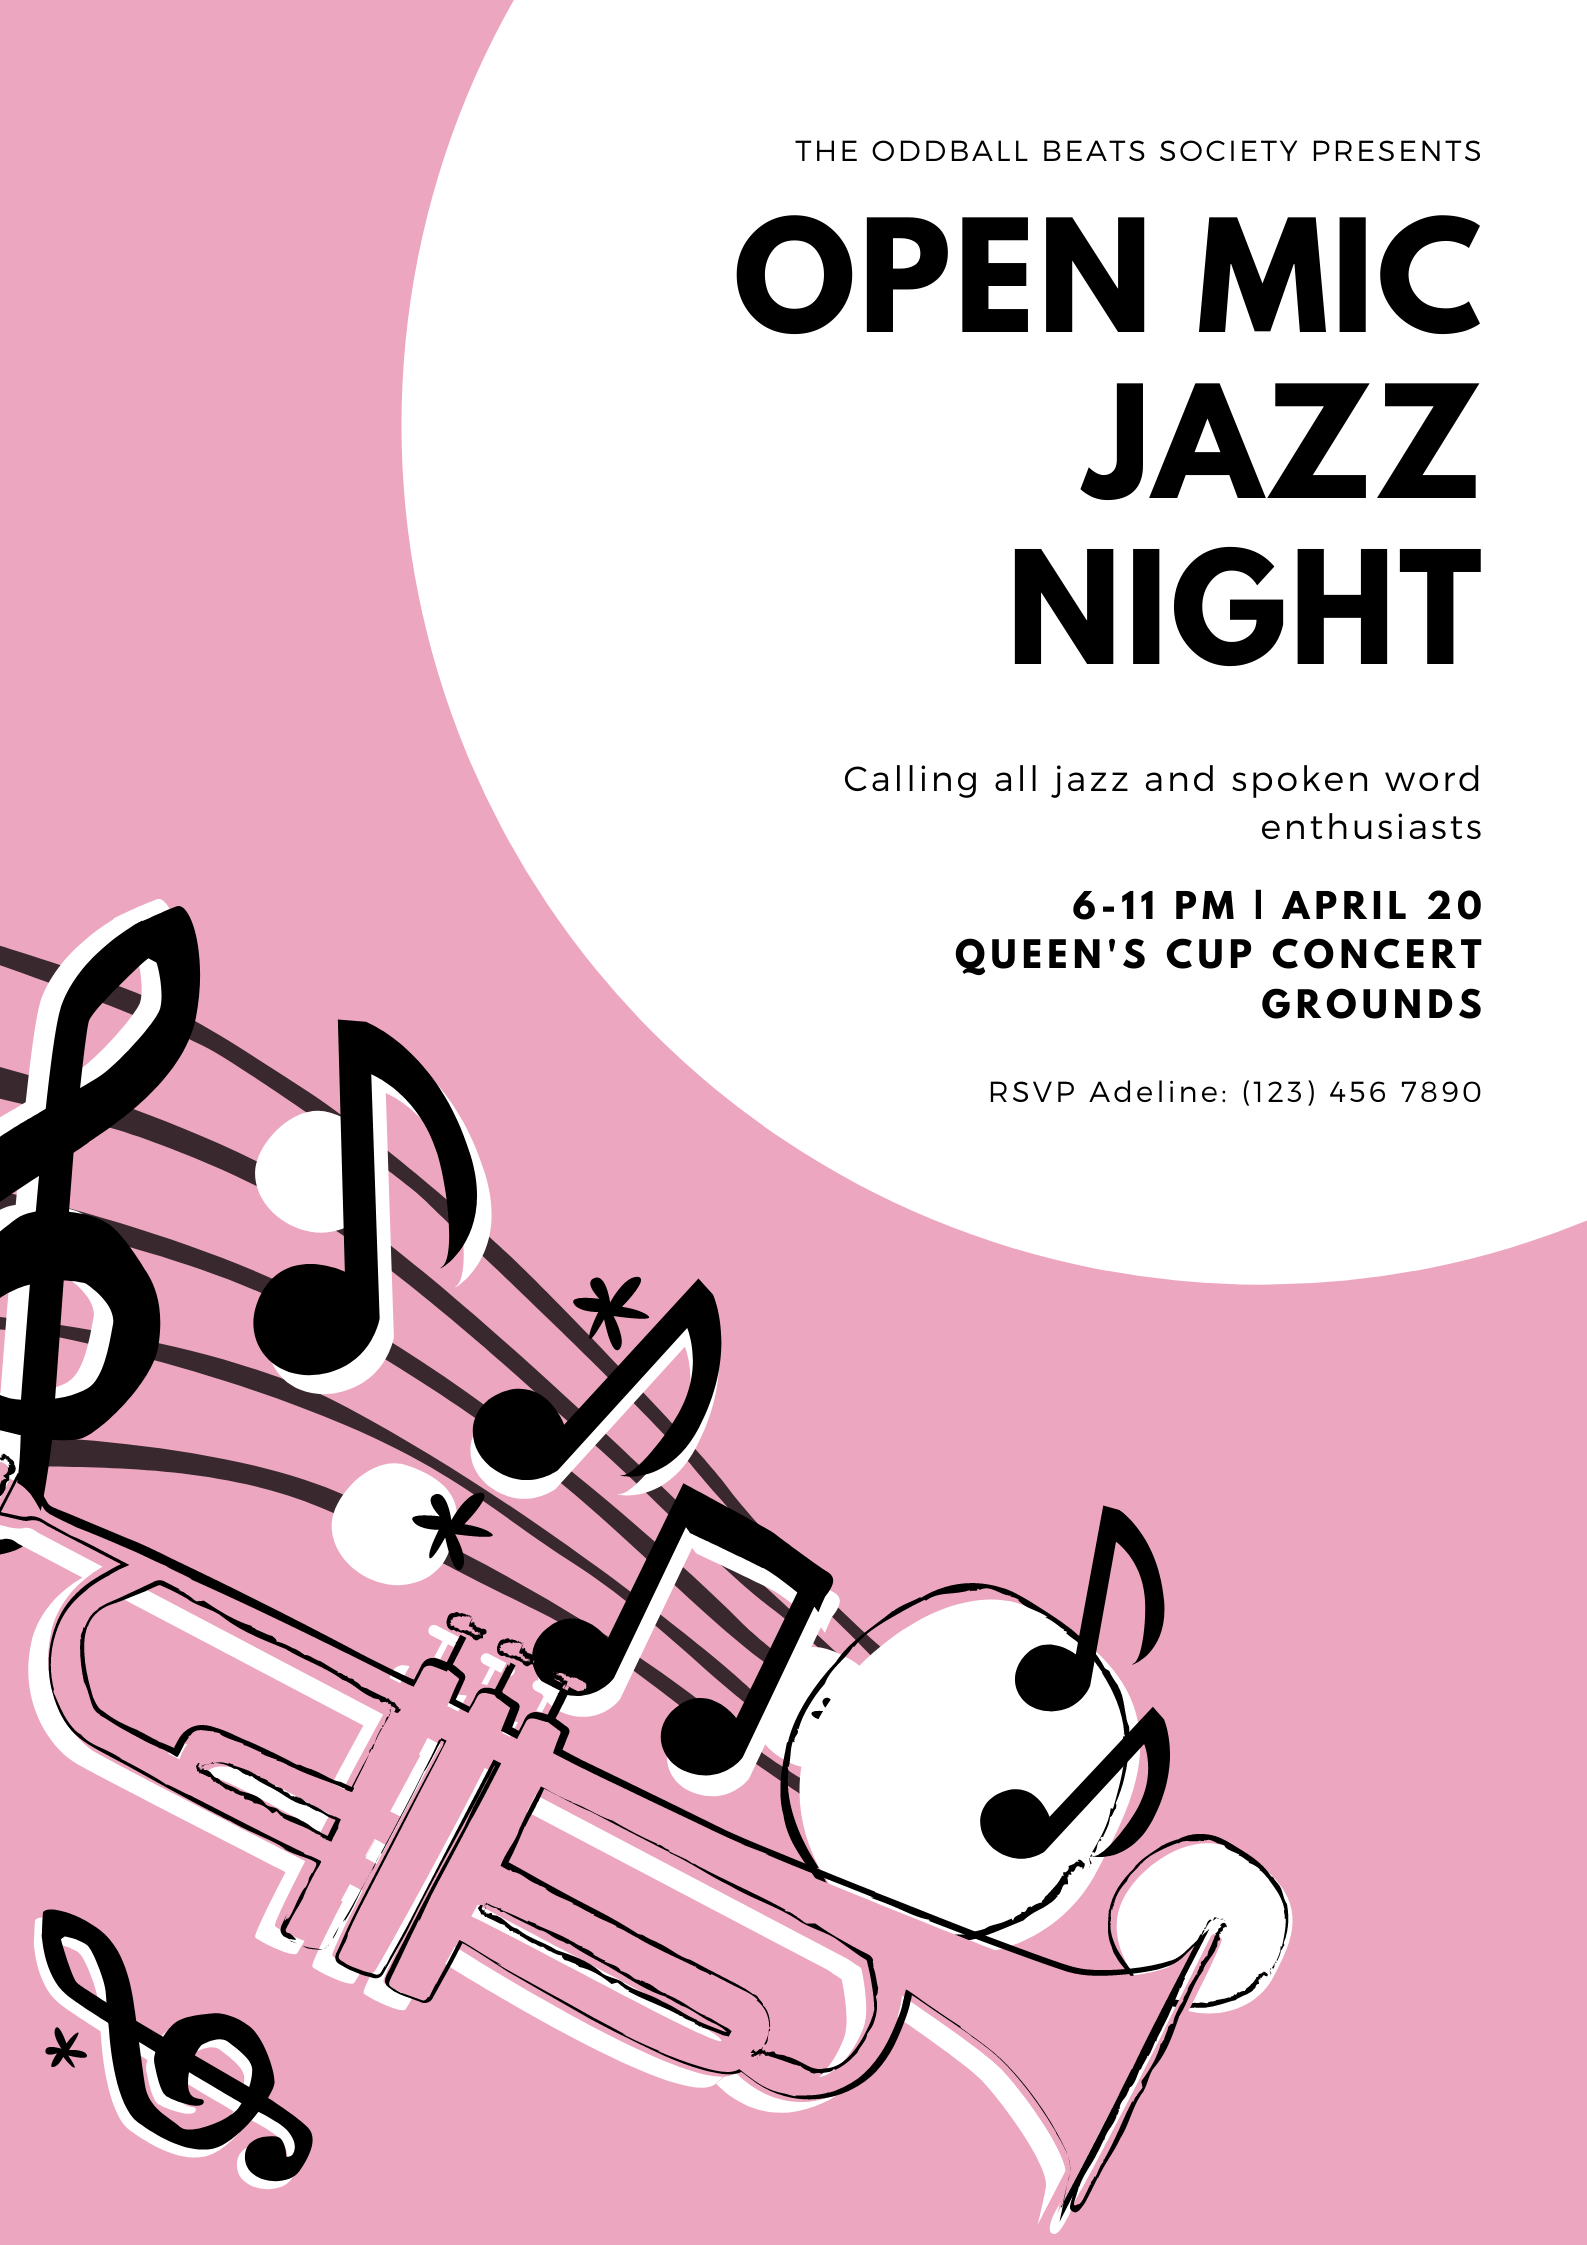 THE ODDBALL BEATS SOCIETY PRESENTS
OPEN MIC
JAZZ
NIGHT
Calling all jazz and spoken word
enthusiasts
6-11 PM | APRIL 20
QUEEN'S CUP CONCERT
GROUNDS
RSVP Adeline: (123) 456 7890